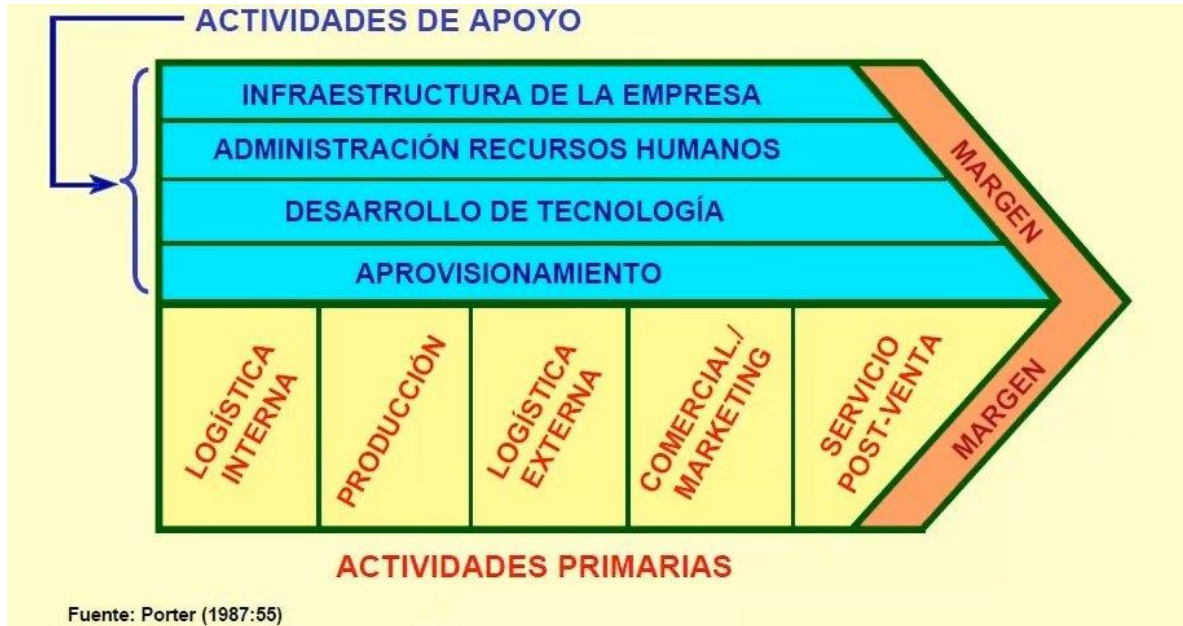 ACTIVIDADES DE APOYO
INFRAESTRUCTURA DE LA EMPRESA
ADMINISTRACIÓN RECURSOS HUMANOS
DESARROLLO DE TECNOLOGÍA
APROVISIONAMIENTO
MARGEN
LOGÍSTICA
INTERNA
PRODUCCIÓN
LOGÍSTICA
EXTERNA
COMERCIAL./
MARKETING
SERVICIO
POST-VENTA
MARGEN
ACTIVIDADES PRIMARIAS
Fuente: Porter (1987:55)